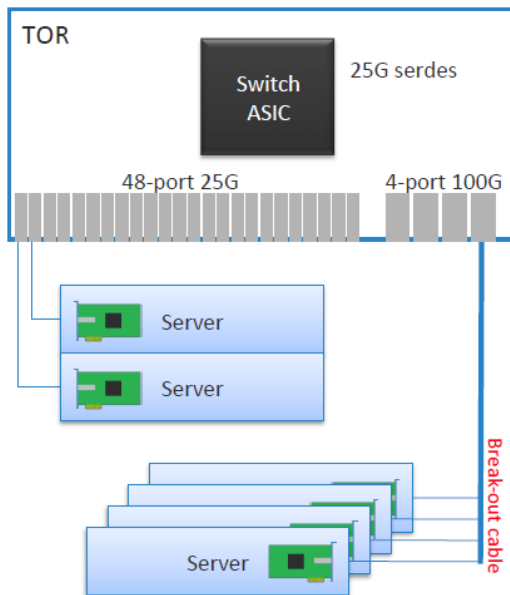 TOR
Switch
ASIC
25G serdes
48-port 25G
4-port 100G
Server
Server
Break-out cable
Server